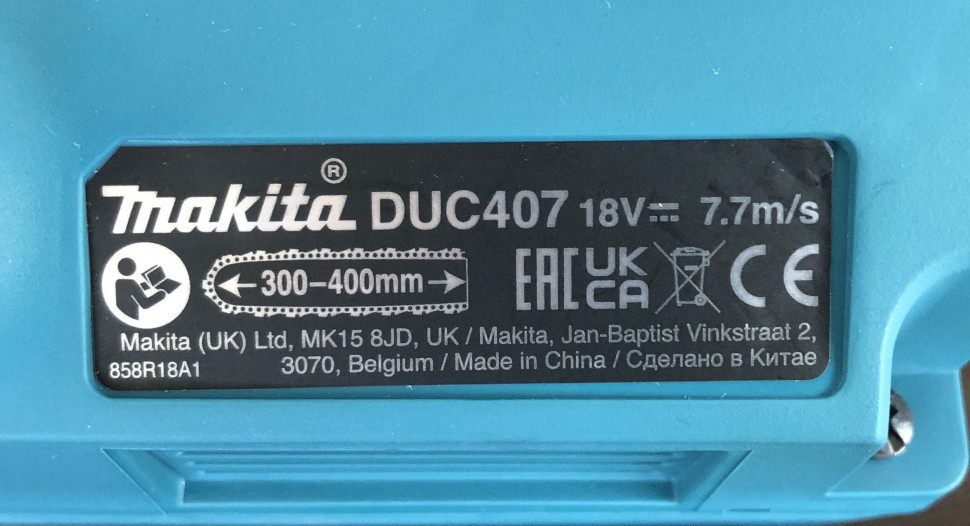 makita® DUC407 18V⎓ 7.7m/s
300–400mm EAC UK CA CE
Makita (UK) Ltd, MK15 8JD, UK / Makita, Jan-Baptist Vinkstraat 2,
858R18A1 3070, Belgium / Made in China / Сделано в Китае